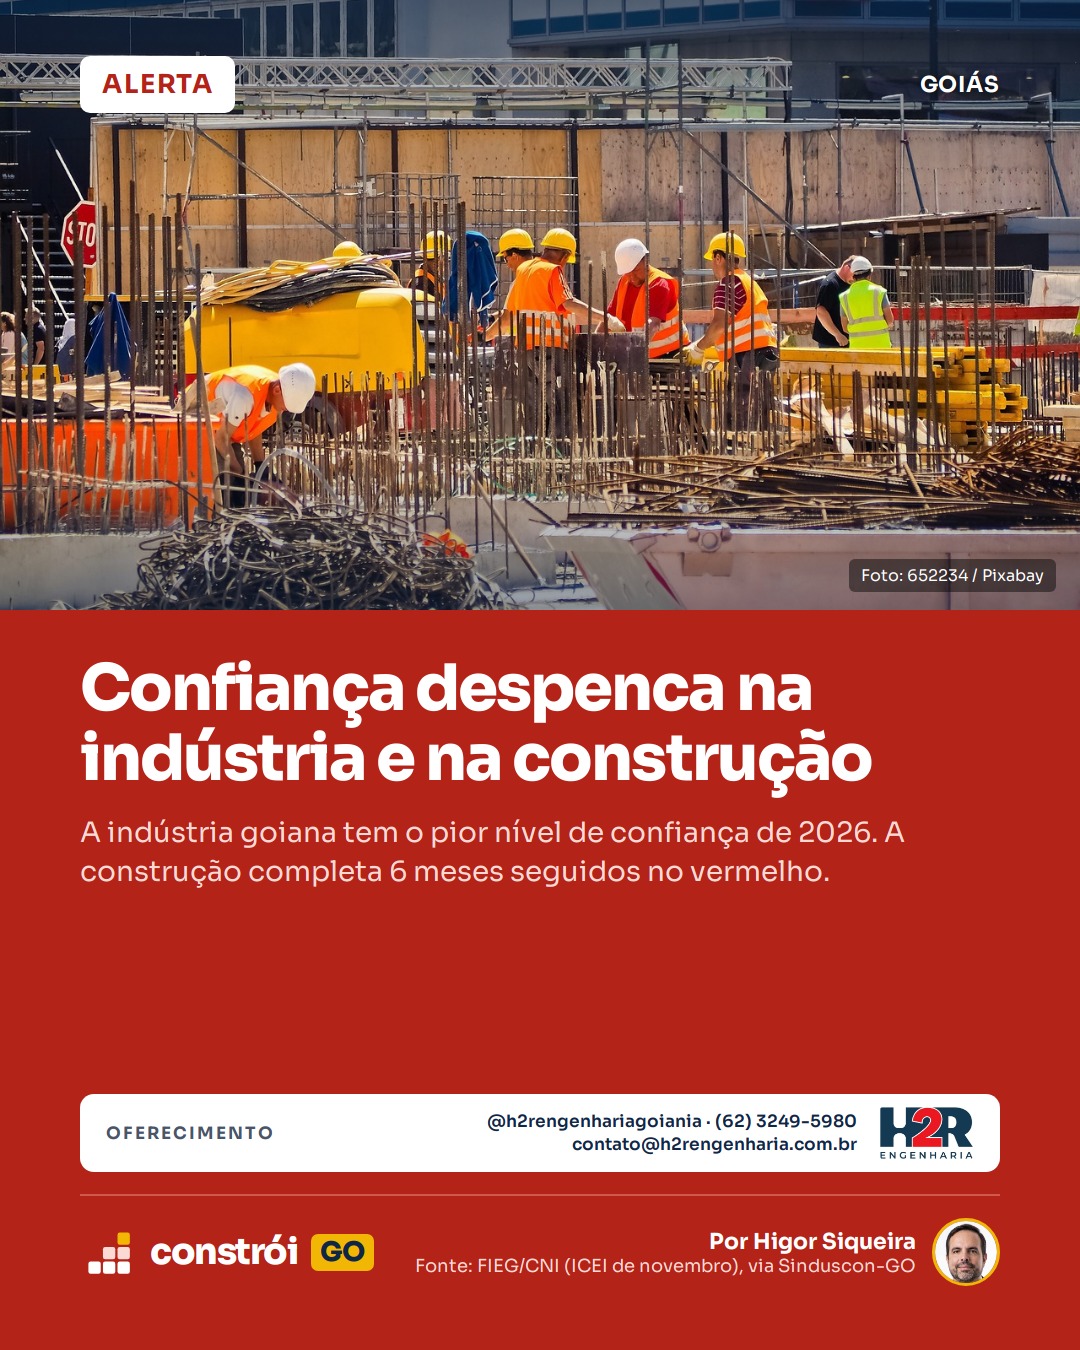 ALERTA
GOIÁS
STO
Foto: 652234 / Pixabay
Confiança despenca na
indústria e na construção
A indústria goiana tem o pior nível de confiança de 2026. A
construção completa 6 meses seguidos no vermelho.
OFERECIMENTO
@h2rengenhariagoiania · (62) 3249-5980
contato@h2rengenharia.com.br
H2R
ENGENHARIA
constrói GO
Por Higor Siqueira
Fonte: FIEG/CNI (ICEI de novembro), via Sinduscon-GO